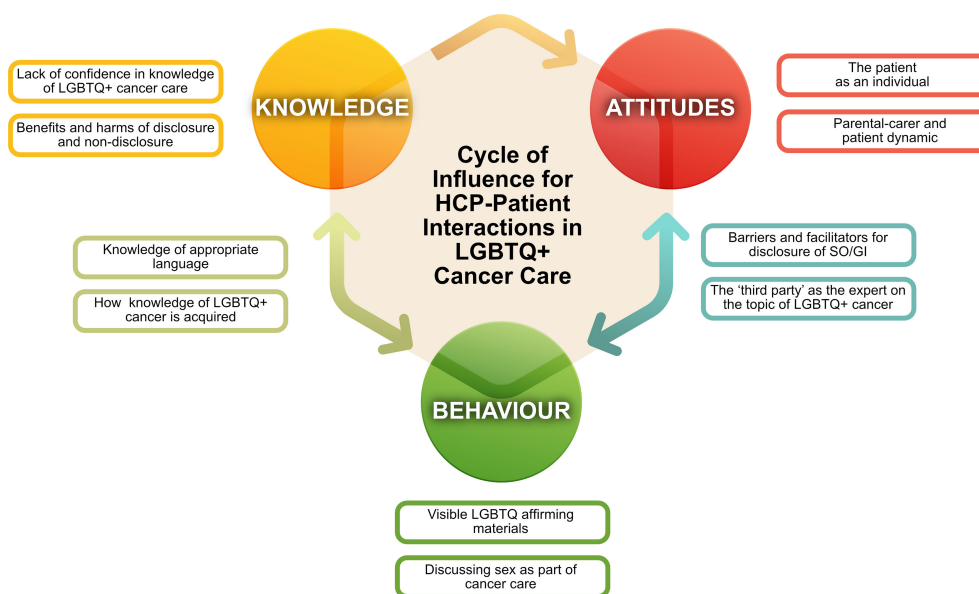 Lack of confidence in knowledge
of LGBTQ+ cancer care
Benefits and harms of disclosure
and non-disclosure
KNOWLEDGE
ATTITUDES
The patient
as an individual
Parental-carer and
patient dynamic
Cycle of
Influence for
HCP-Patient
Interactions in
LGBTQ+
Cancer Care
Knowledge of appropriate
language
How knowledge of LGBTQ+
cancer is acquired
Barriers and facilitators for
disclosure of SO/GI
The ‘third party’ as the expert on
the topic of LGBTQ+ cancer
BEHAVIOUR
Visible LGBTQ affirming
materials
Discussing sex as part of
cancer care